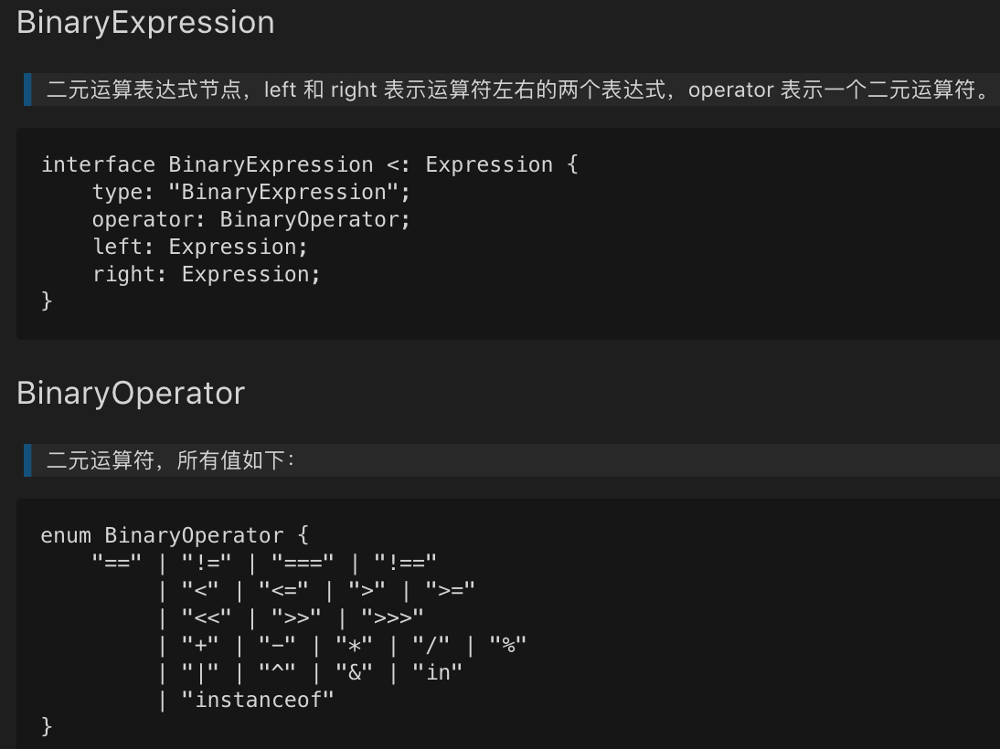 BinaryExpression
二元运算表达式节点，left 和 right 表示运算符左右的两个表达式，operator 表示一个二元运算符。
interface BinaryExpression <: Expression {
    type: "BinaryExpression";
    operator: BinaryOperator;
    left: Expression;
    right: Expression;
}
BinaryOperator
二元运算符，所有值如下：
enum BinaryOperator {
    "==" | "!=" | "===" | "!=="
         | "<" | "<=" | ">" | ">="
         | "<<" | ">>" | ">>>"
         | "+" | "-" | "*" | "/" | "%"
         | "|" | "^" | "&" | "in"
         | "instanceof"
}